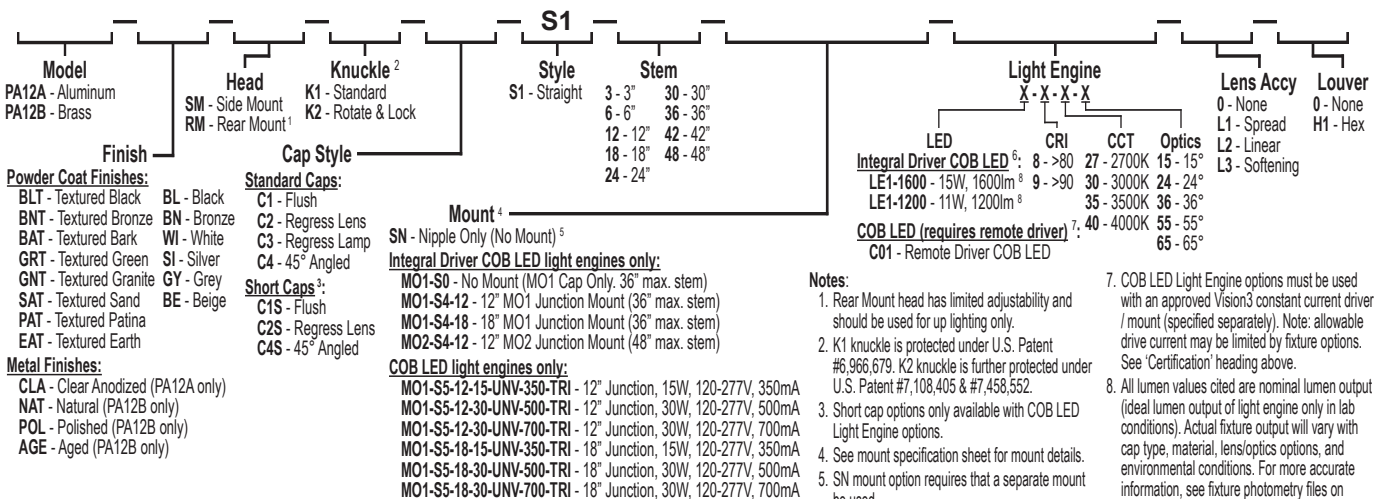 S1
Model
PA12A - Aluminum
PA12B - Brass
Finish
Powder Coat Finishes:
BLT - Textured Black
BNT - Textured Bronze
BAT - Textured Bark
GRT - Textured Green
GNT - Textured Granite
SAT - Textured Sand
PAT - Textured Patina
EAT - Textured Earth
BL - Black
BN - Bronze
WI - White
SI - Silver
GY - Grey
BE - Beige
Metal Finishes:
CLA - Clear Anodized (PA12A only)
NAT - Natural (PA12B only)
POL - Polished (PA12B only)
AGE - Aged (PA12B only)
Head
SM - Side Mount
RM - Rear Mount 1
Knuckle 2
K1 - Standard
K2 - Rotate & Lock
Cap Style
Standard Caps:
C1 - Flush
C2 - Regress Lens
C3 - Regress Lamp
C4 - 45° Angled
Short Caps 3:
C1S - Flush
C2S - Regress Lens
C4S - 45° Angled
Style
S1 - Straight
Stem
3 - 3"
6 - 6"
12 - 12"
18 - 18"
24 - 24"
30 - 30"
36 - 36"
42 - 42"
48 - 48"
Mount 4
SN - Nipple Only (No Mount) 5
Integral Driver COB LED light engines only:
MO1-S0 - No Mount (MO1 Cap Only. 36" max. stem)
MO1-S4-12 - 12" MO1 Junction Mount (36" max. stem)
MO1-S4-18 - 18" MO1 Junction Mount (36" max. stem)
MO2-S4-12 - 12" MO2 Junction Mount (48" max. stem)
COB LED light engines only:
MO1-S5-12-15-UNV-350-TRI - 12" Junction, 15W, 120-277V, 350mA
MO1-S5-12-30-UNV-500-TRI - 12" Junction, 30W, 120-277V, 500mA
MO1-S5-12-30-UNV-700-TRI - 12" Junction, 30W, 120-277V, 700mA
MO1-S5-18-15-UNV-350-TRI - 18" Junction, 15W, 120-277V, 350mA
MO1-S5-18-30-UNV-500-TRI - 18" Junction, 30W, 120-277V, 500mA
MO1-S5-18-30-UNV-700-TRI - 18" Junction, 30W, 120-277V, 700mA
Light Engine
X - X - X - X
LED
Integral Driver COB LED 6:
LE1-1600 - 15W, 1600lm 8
LE1-1200 - 11W, 1200lm 8
COB LED (requires remote driver) 7:
C01 - Remote Driver COB LED
CRI
8 - >80
9 - >90
CCT
27 - 2700K
30 - 3000K
35 - 3500K
40 - 4000K
Optics
15 - 15°
24 - 24°
36 - 36°
55 - 55°
65 - 65°
Lens Accy
0 - None
L1 - Spread
L2 - Linear
L3 - Softening
Louver
0 - None
H1 - Hex
Notes:
1. Rear Mount head has limited adjustability and
should be used for up lighting only.
2. K1 knuckle is protected under U.S. Patent
#6,966,679. K2 knuckle is further protected under
U.S. Patent #7,108,405 & #7,458,552.
3. Short cap options only available with COB LED
Light Engine options.
4. See mount specification sheet for mount details.
5. SN mount option requires that a separate mount
7. COB LED Light Engine options must be used
with an approved Vision3 constant current driver
/ mount (specified separately). Note: allowable
drive current may be limited by fixture options.
See 'Certification' heading above.
8. All lumen values cited are nominal lumen output
(ideal lumen output of light engine only in lab
conditions). Actual fixture output will vary with
cap type, material, lens/optics options, and
environmental conditions. For more accurate
information, see fixture photometry files on